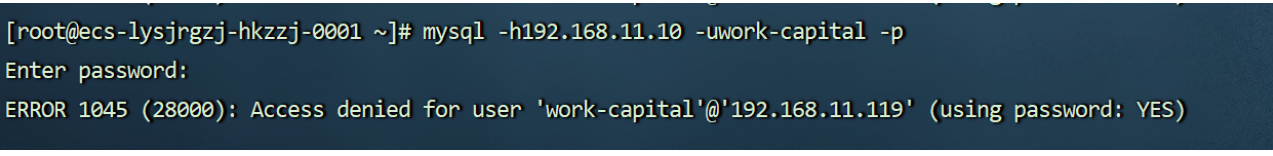 [root@ecs-lysjrgzj-hkzzj-0001 ~]# mysql -h192.168.11.10 -uwork-capital -p
Enter password:
ERROR 1045 (28000): Access denied for user 'work-capital'@'192.168.11.119' (using password: YES)